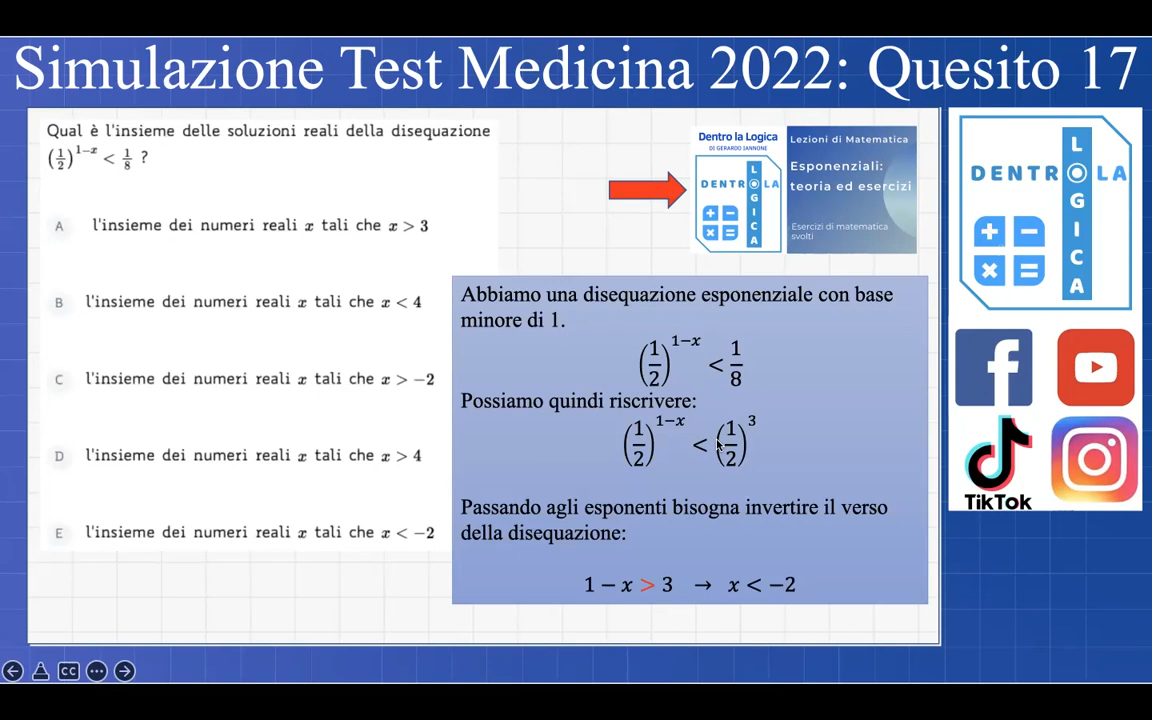 Simulazione Test Medicina 2022: Quesito 17
Qual è l'insieme delle soluzioni reali della disequazione
(1/2)^(1−x) < 1/8 ?
A l'insieme dei numeri reali x tali che x > 3
B l'insieme dei numeri reali x tali che x < 4
C l'insieme dei numeri reali x tali che x > −2
D l'insieme dei numeri reali x tali che x > 4
E l'insieme dei numeri reali x tali che x < −2
Dentro la Logica
DI GERARDO IANNONE
DENTRO LA
LOGICA
Lezioni di Matematica
Esponenziali:
teoria ed esercizi
Esercizi di matematica
svolti
Abbiamo una disequazione esponenziale con base
minore di 1.
(1/2)^(1−x) < 1/8
Possiamo quindi riscrivere:
(1/2)^(1−x) < (1/2)^3
Passando agli esponenti bisogna invertire il verso
della disequazione:
1 − x > 3 → x < −2
DENTRO LA
LOGICA
TikTok
CC